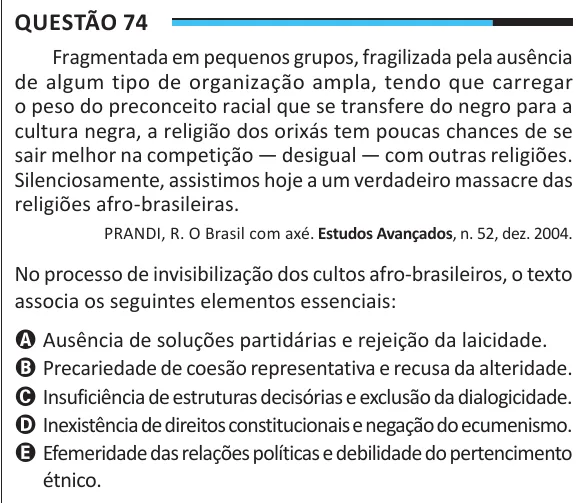 QUESTÃO 74
Fragmentada em pequenos grupos, fragilizada pela ausência
de algum tipo de organização ampla, tendo que carregar
o peso do preconceito racial que se transfere do negro para a
cultura negra, a religião dos orixás tem poucas chances de se
sair melhor na competição — desigual — com outras religiões.
Silenciosamente, assistimos hoje a um verdadeiro massacre das
religiões afro-brasileiras.
PRANDI, R. O Brasil com axé. Estudos Avançados, n. 52, dez. 2004.
No processo de invisibilização dos cultos afro-brasileiros, o texto
associa os seguintes elementos essenciais:
A Ausência de soluções partidárias e rejeição da laicidade.
B Precariedade de coesão representativa e recusa da alteridade.
C Insuficiência de estruturas decisórias e exclusão da dialogicidade.
D Inexistência de direitos constitucionais e negação do ecumenismo.
E Efemeridade das relações políticas e debilidade do pertencimento
étnico.